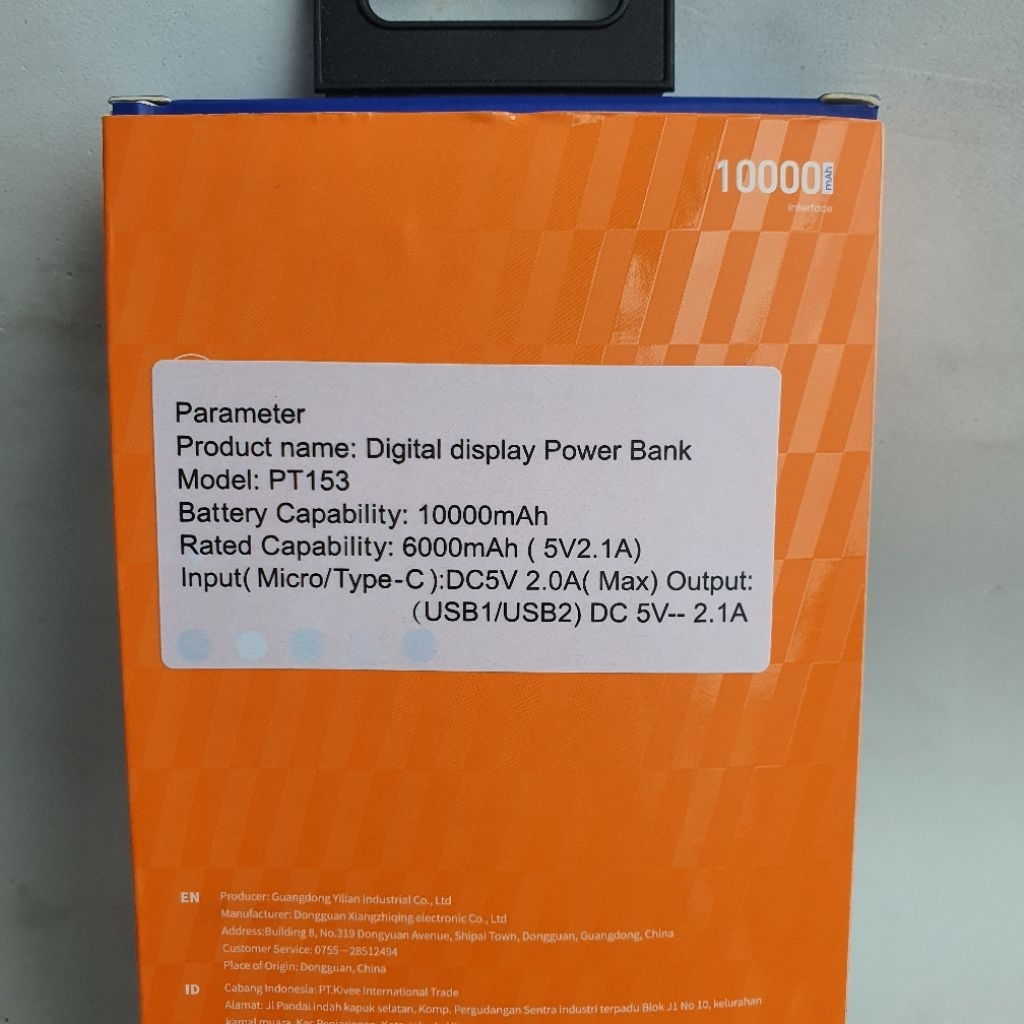 10000mAh
Interface
Parameter
Product name: Digital display Power Bank
Model: PT153
Battery Capability: 10000mAh
Rated Capability: 6000mAh ( 5V2.1A)
Input( Micro/Type-C ):DC5V 2.0A( Max) Output:
(USB1/USB2) DC 5V-- 2.1A
EN Producer: Guangdong Yilian Industrial Co., Ltd
Manufacturer: Dongguan Xiangzhiqing electronic Co., Ltd
Address:Building 8, No.319 Dongyuan Avenue, Shipai Town, Dongguan, Guangdong, China
Customer Service: 0755—28512494
Place of Origin: Dongguan, China
ID Cabang Indonesia: PT.Kivee International Trade
Alamat: Jl Pandai indah kapuk selatan, Komp. Pergudangan Sentra industri terpadu Blok J1 No 10, kelurahan
kamal muara, Kec Penjaringan,